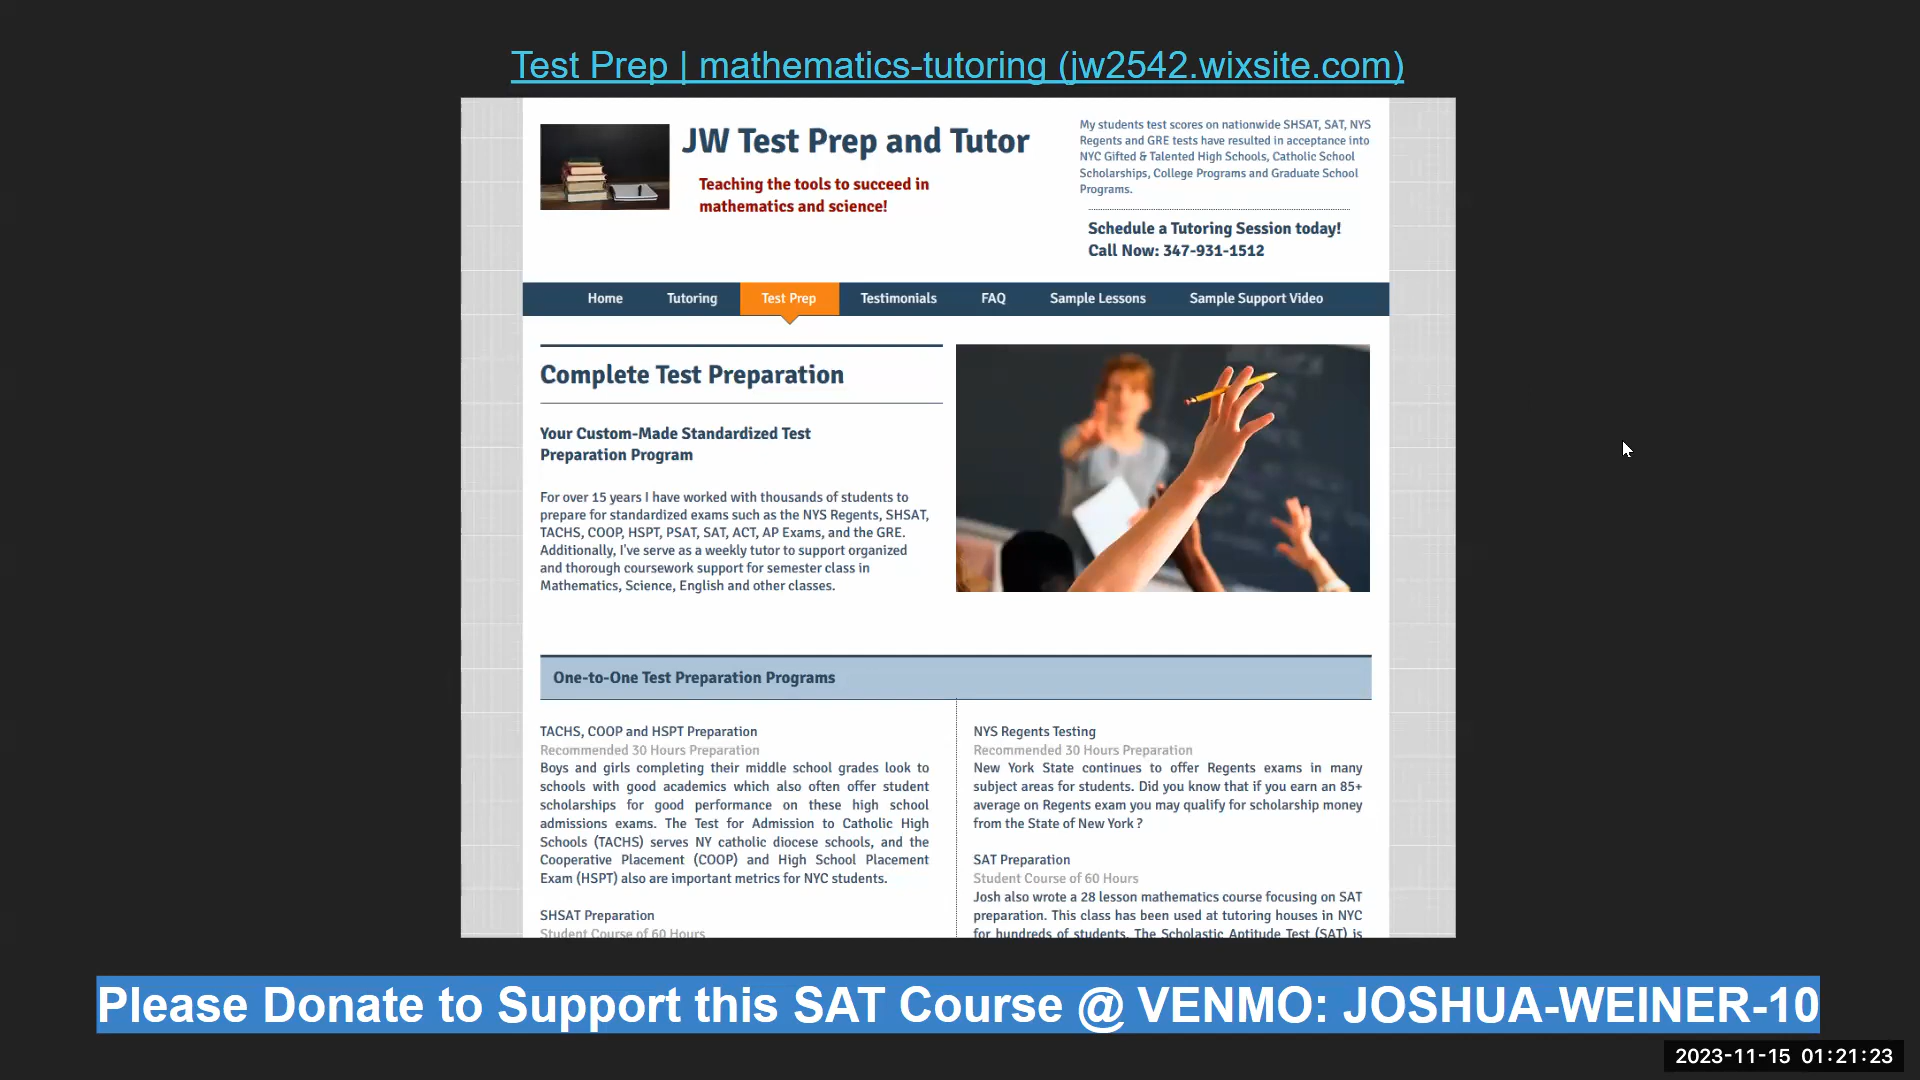 Test Prep | mathematics-tutoring (jw2542.wixsite.com)
JW Test Prep and Tutor
Teaching the tools to succeed in
mathematics and science!
My students test scores on nationwide SHSAT, SAT, NYS
Regents and GRE tests have resulted in acceptance into
NYC Gifted & Talented High Schools, Catholic School
Scholarships, College Programs and Graduate School
Programs.
Schedule a Tutoring Session today!
Call Now: 347-931-1512
Home Tutoring Test Prep Testimonials FAQ Sample Lessons Sample Support Video
Complete Test Preparation
Your Custom-Made Standardized Test
Preparation Program
For over 15 years I have worked with thousands of students to
prepare for standardized exams such as the NYS Regents, SHSAT,
TACHS, COOP, HSPT, PSAT, SAT, ACT, AP Exams, and the GRE.
Additionally, I've serve as a weekly tutor to support organized
and thorough coursework support for semester class in
Mathematics, Science, English and other classes.
One-to-One Test Preparation Programs
TACHS, COOP and HSPT Preparation
Recommended 30 Hours Preparation
Boys and girls completing their middle school grades look to
schools with good academics which also often offer student
scholarships for good performance on these high school
admissions exams. The Test for Admission to Catholic High
Schools (TACHS) serves NY catholic diocese schools, and the
Cooperative Placement (COOP) and High School Placement
Exam (HSPT) also are important metrics for NYC students.
SHSAT Preparation
Student Course of 60 Hours
NYS Regents Testing
Recommended 30 Hours Preparation
New York State continues to offer Regents exams in many
subject areas for students. Did you know that if you earn an 85+
average on Regents exam you may qualify for scholarship money
from the State of New York ?
SAT Preparation
Student Course of 60 Hours
Josh also wrote a 28 lesson mathematics course focusing on SAT
preparation. This class has been used at tutoring houses in NYC
for hundreds of students. The Scholastic Aptitude Test (SAT) is
Please Donate to Support this SAT Course @ VENMO: JOSHUA-WEINER-10
2023-11-15 01:21:23